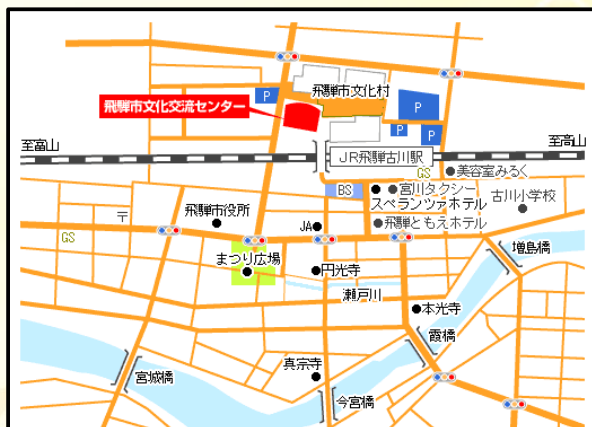 飛騨市文化村
P
P
P
P
飛騨市文化交流センター
至富山
至高山
JR飛騨古川駅
GS
美容室みるく
BS
宮川タクシー
スペランツァホテル
古川小学校
〒
飛騨市役所
JA
飛騨ともえホテル
GS
まつり広場
円光寺
増島橋
瀬戸川
本光寺
霞橋
宮城橋
真宗寺
今宮橋